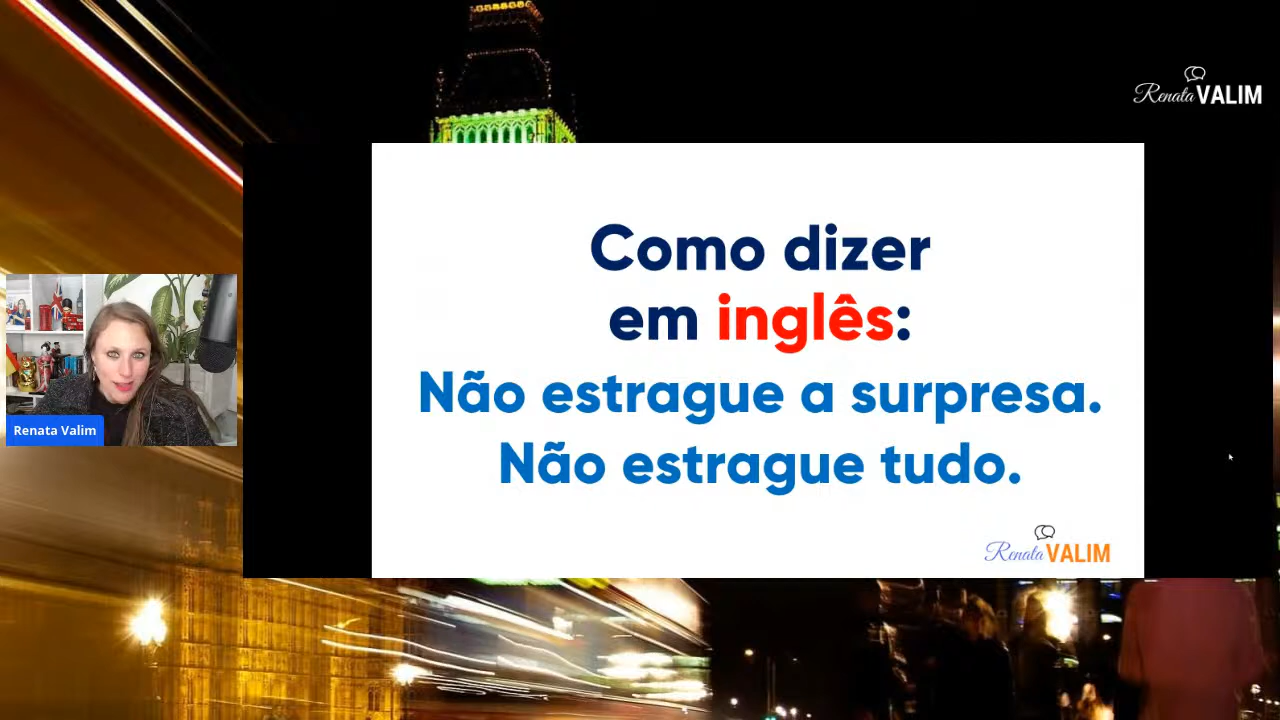 Renata VALIM
Como dizer
em inglês:
Não estrague a surpresa.
Não estrague tudo.
Renata Valim
Renata VALIM